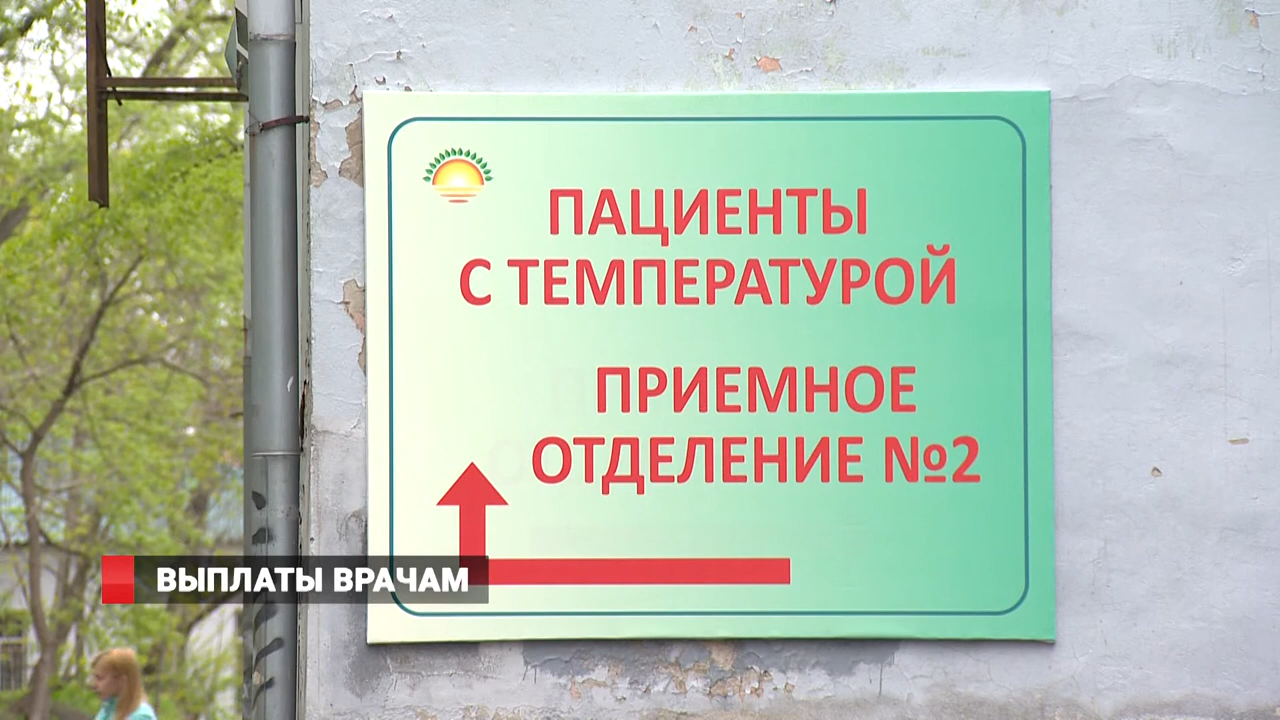 ПАЦИЕНТЫ
С ТЕМПЕРАТУРОЙ
ПРИЕМНОЕ
ОТДЕЛЕНИЕ №2
ВЫПЛАТЫ ВРАЧАМ